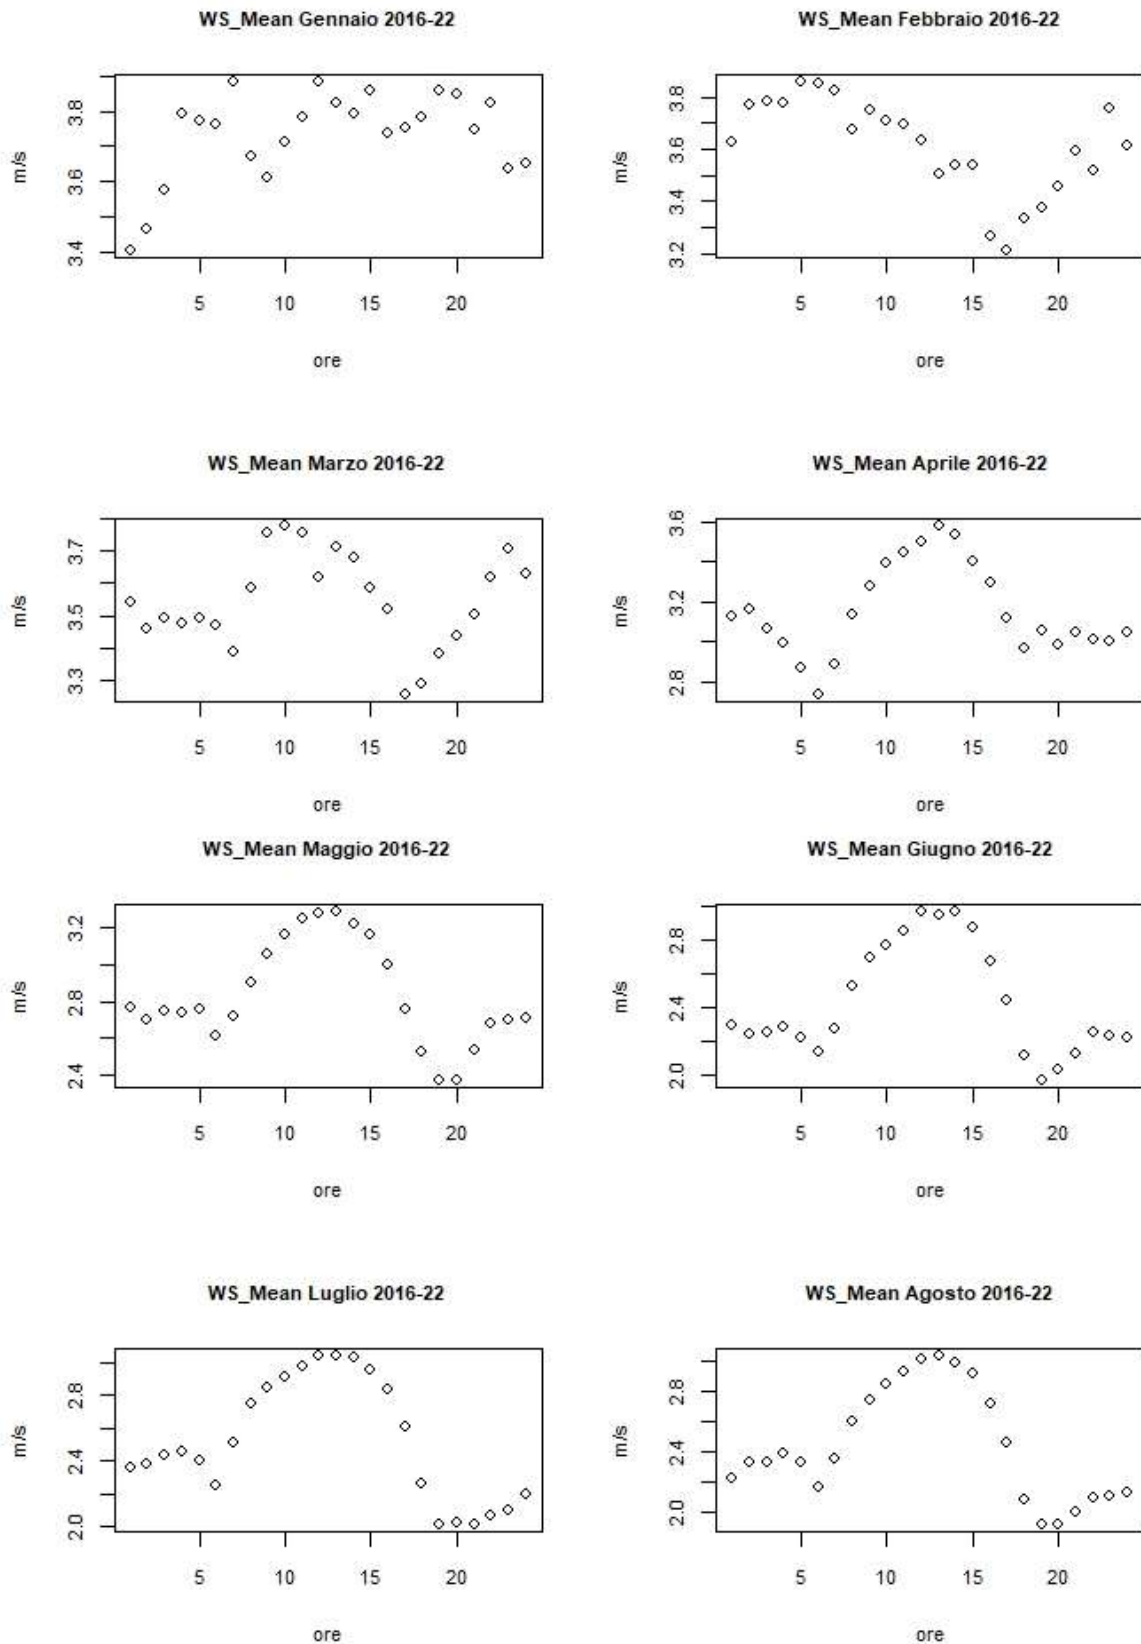 WS_Mean Gennaio 2016-22
m/s
3.4 3.6 3.8
5 10 15 20
ore
WS_Mean Febbraio 2016-22
m/s
3.2 3.4 3.6 3.8
5 10 15 20
ore
WS_Mean Marzo 2016-22
m/s
3.3 3.5 3.7
5 10 15 20
ore
WS_Mean Aprile 2016-22
m/s
2.8 3.2 3.6
5 10 15 20
ore
WS_Mean Maggio 2016-22
m/s
2.4 2.8 3.2
5 10 15 20
ore
WS_Mean Giugno 2016-22
m/s
2.0 2.4 2.8
5 10 15 20
ore
WS_Mean Luglio 2016-22
m/s
2.0 2.4 2.8
5 10 15 20
ore
WS_Mean Agosto 2016-22
m/s
2.0 2.4 2.8
5 10 15 20
ore